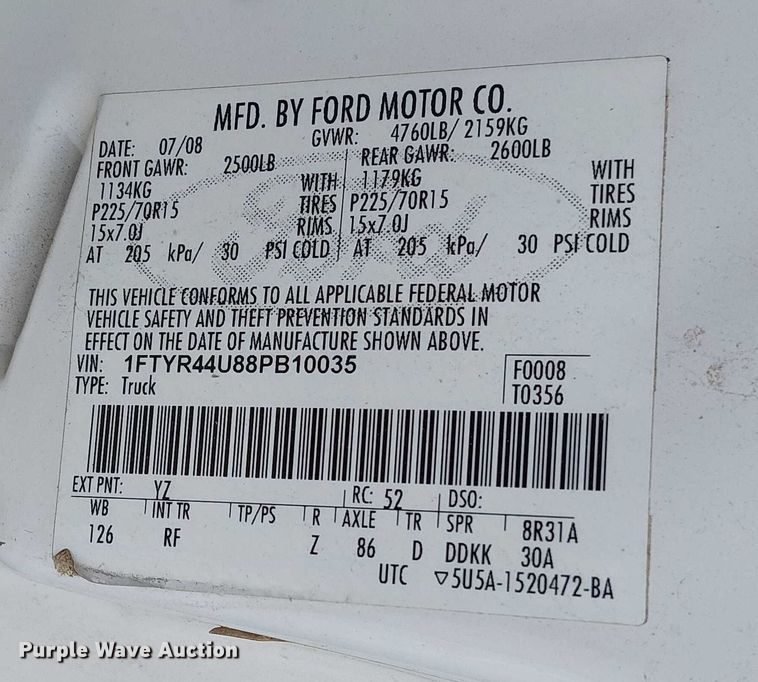 MFD. BY FORD MOTOR CO.
DATE: 07/08 GVWR: 4760LB/ 2159KG
FRONT GAWR: 2500LB REAR GAWR: 2600LB
1134KG WITH 1179KG WITH
P225/70R15 TIRES P225/70R15 TIRES
15x7.0J RIMS 15x7.0J RIMS
AT 205 kPa/ 30 PSI COLD AT 205 kPa/ 30 PSI COLD
Ford
THIS VEHICLE CONFORMS TO ALL APPLICABLE FEDERAL MOTOR
VEHICLE SAFETY AND THEFT PREVENTION STANDARDS IN
EFFECT ON THE DATE OF MANUFACTURE SHOWN ABOVE.
VIN: 1FTYR44U88PB10035 F0008
TYPE: Truck T0356
EXT PNT: YZ RC: 52 DSO:
WB INT TR TP/PS R AXLE TR SPR 8R31A
126 RF Z 86 D DDKK 30A
UTC ▽5U5A-1520472-BA
Purple Wave Auction